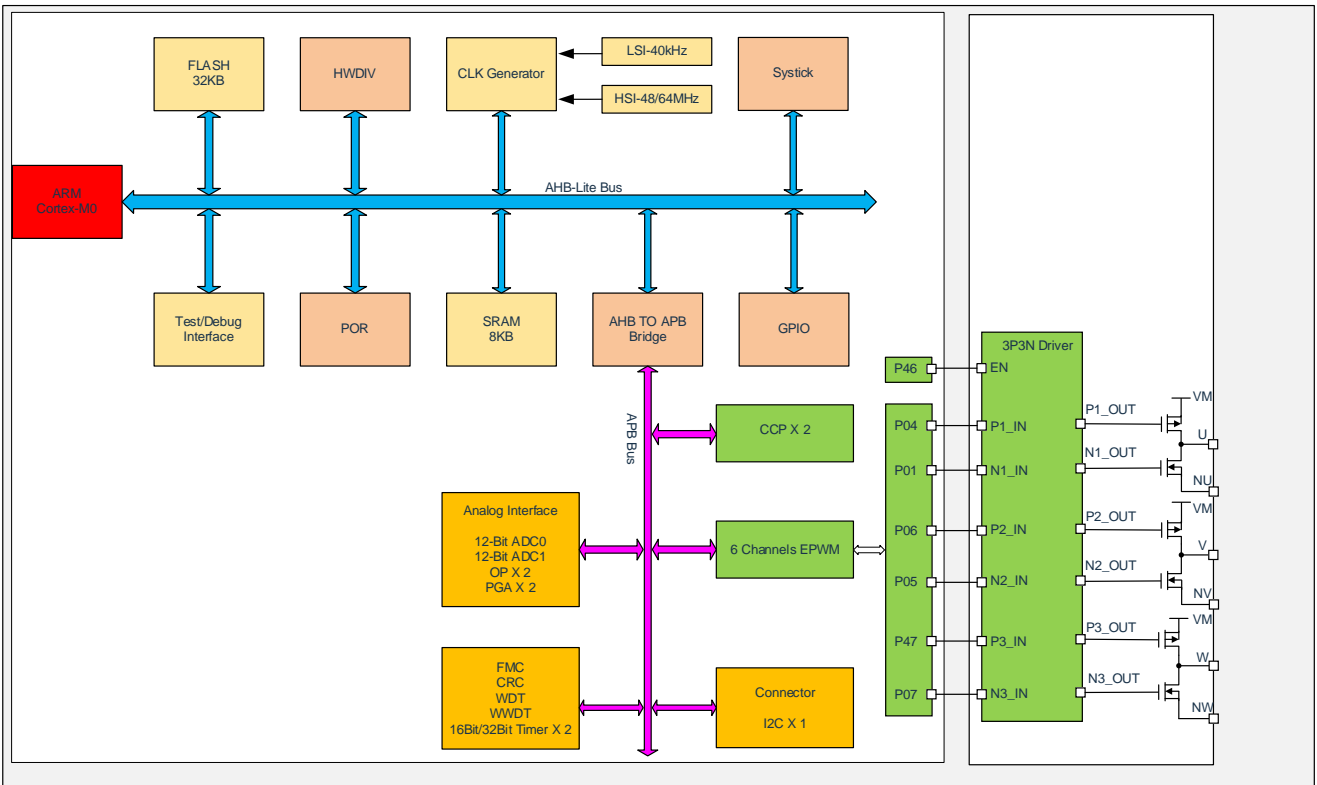 FLASH
32KB
HWDIV
CLK Generator
LSI-40kHz
HSI-48/64MHz
Systick
ARM
Cortex-M0
AHB-Lite Bus
Test/Debug
Interface
POR
SRAM
8KB
AHB TO APB
Bridge
GPIO
APB Bus
CCP X 2
Analog Interface
12-Bit ADC0
12-Bit ADC1
OP X 2
PGA X 2
6 Channels EPWM
FMC
CRC
WDT
WWDT
16Bit/32Bit Timer X 2
Connector
I2C X 1
P46
P04
P01
P06
P05
P47
P07
3P3N Driver
EN
P1_IN
N1_IN
P2_IN
N2_IN
P3_IN
N3_IN
P1_OUT
N1_OUT
P2_OUT
N2_OUT
P3_OUT
N3_OUT
VM
U
NU
VM
V
NV
VM
W
NW